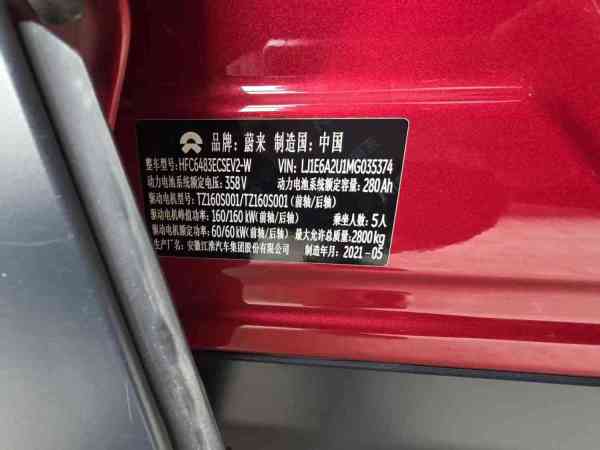 品牌: 蔚来 制造国: 中国
整车型号: HFC6483ECSEV2-W VIN: LJ1E6A2U1MG035374
动力电池系统额定电压: 358V 动力电池系统额定容量: 280Ah
驱动电机型号: TZ160S001/TZ160S001 (前轴/后轴)
驱动电机峰值功率: 160/160kW(前轴/后轴) 乘坐人数: 5人
驱动电机额定功率: 60/60kW(前轴/后轴) 最大允许总质量: 2800kg
生产厂名: 安徽江淮汽车集团股份有限公司 制造年月: 2021-05